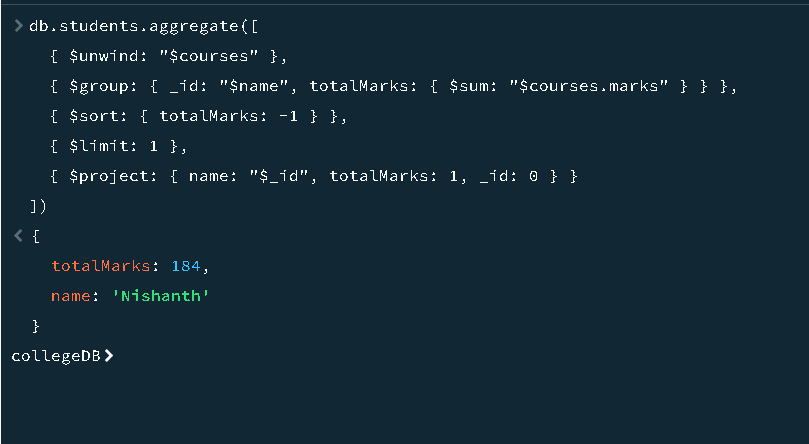 > db.students.aggregate([
{ $unwind: "$courses" },
{ $group: { _id: "$name", totalMarks: { $sum: "$courses.marks" } } },
{ $sort: { totalMarks: -1 } },
{ $limit: 1 },
{ $project: { name: "$_id", totalMarks: 1, _id: 0 } }
])
< {
totalMarks: 184,
name: 'Nishanth'
}
collegeDB>